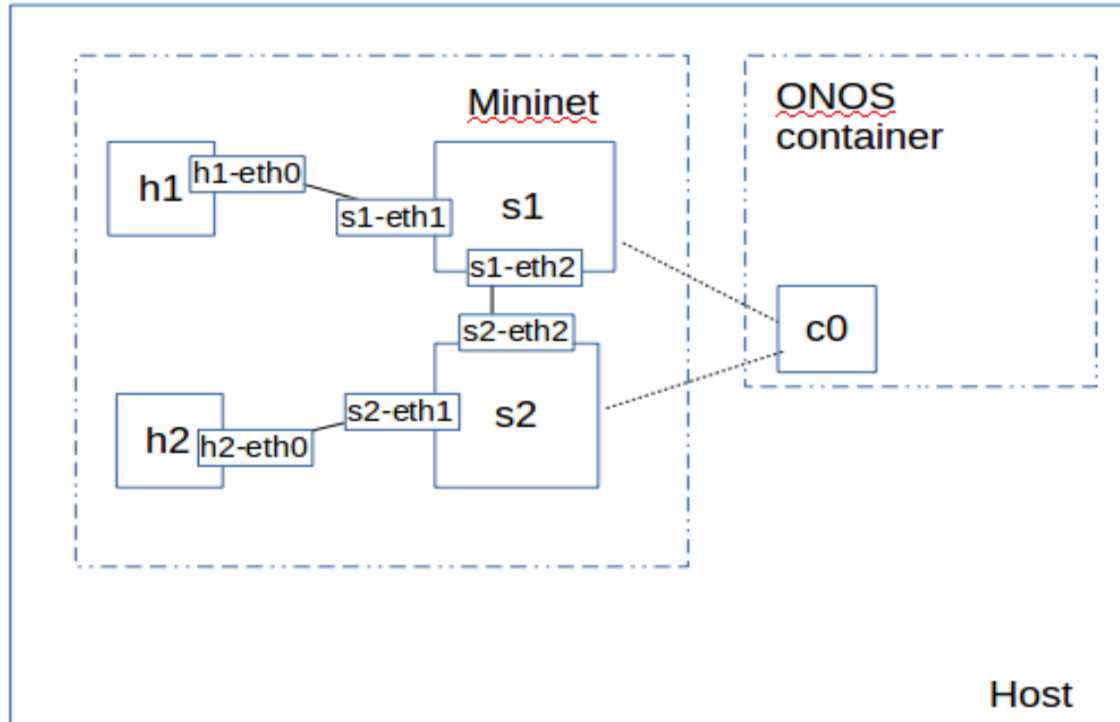 Mininet
ONOS
container
h1
h1-eth0
s1-eth1
s1
s1-eth2
s2-eth2
c0
h2
h2-eth0
s2-eth1
s2
Host